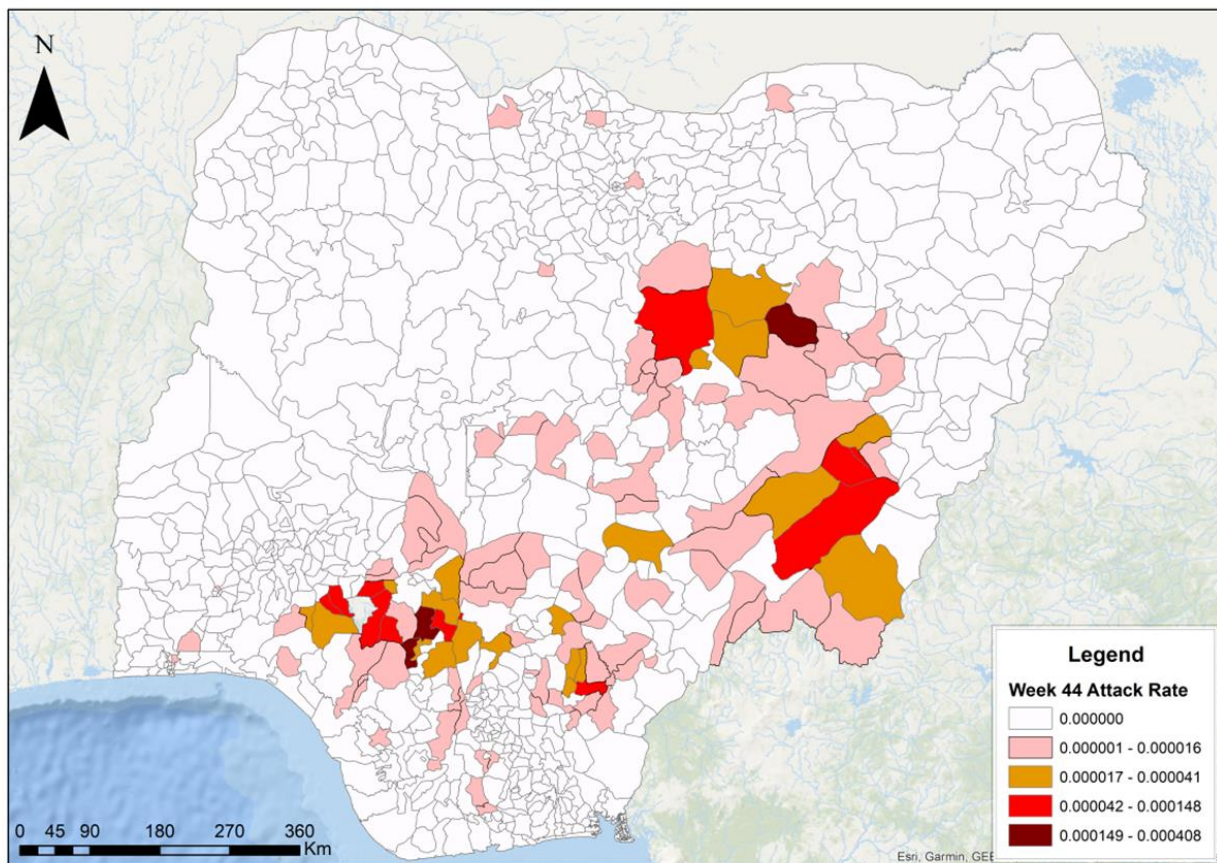 N
Legend
Week 44 Attack Rate
0.000000
0.000001 - 0.000016
0.000017 - 0.000041
0.000042 - 0.000148
0.000149 - 0.000408
0 45 90 180 270 360
Km
Esri, Garmin, GEB